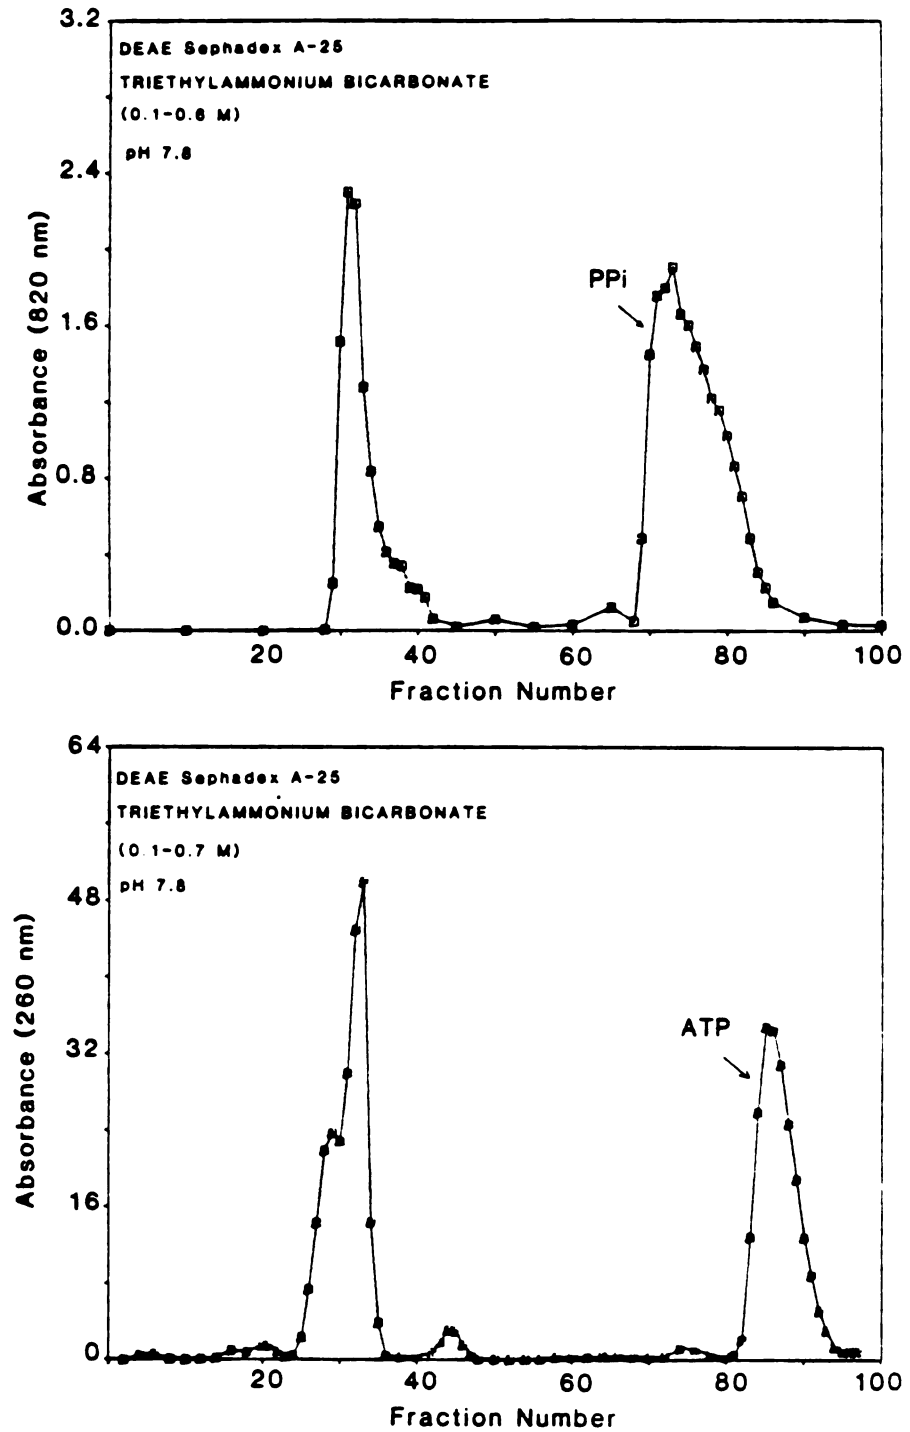 3.2
DEAE Sephadex A-25
TRIETHYLAMMONIUM BICARBONATE
(0.1-0.6 M)
pH 7.8
2.4
PPi
1.6
0.8
0.0
Absorbance (820 nm)
20 40 60 80 100
Fraction Number
64
DEAE Sephadex A-25
TRIETHYLAMMONIUM BICARBONATE
(0.1-0.7 M)
pH 7.8
48
ATP
32
16
0
Absorbance (260 nm)
20 40 60 80 100
Fraction Number